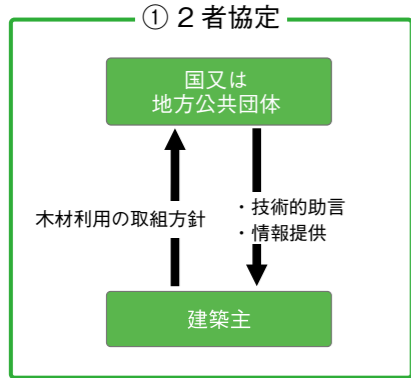 ① 2 者協定
国又は
地方公共団体
木材利用の取組方針
・技術的助言
・情報提供
建築主